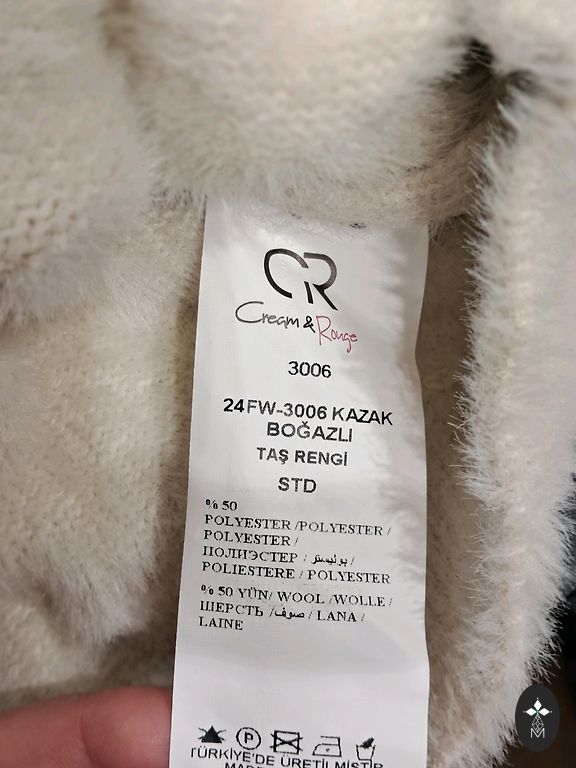 CR
Cream & Rouge
3006
24FW-3006 KAZAK
BOĞAZLI
TAŞ RENGİ
STD
% 50
POLYESTER /POLYESTER /
POLYESTER /
ПОЛИЭСТЕР / بوليستر /
POLIESTERE / POLYESTER
% 50 YÜN/ WOOL /WOLLE /
ШЕРСТЬ /صوف / LANA /
LAINE
P
TÜRKİYE'DE ÜRETİLMİŞTİR
M